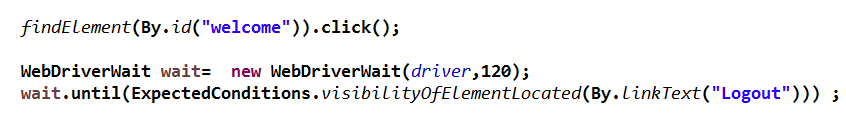 findElement(By.id("welcome")).click();
WebDriverWait wait=  new WebDriverWait(driver,120);
wait.until(ExpectedConditions.visibilityOfElementLocated(By.linkText("Logout"))) ;